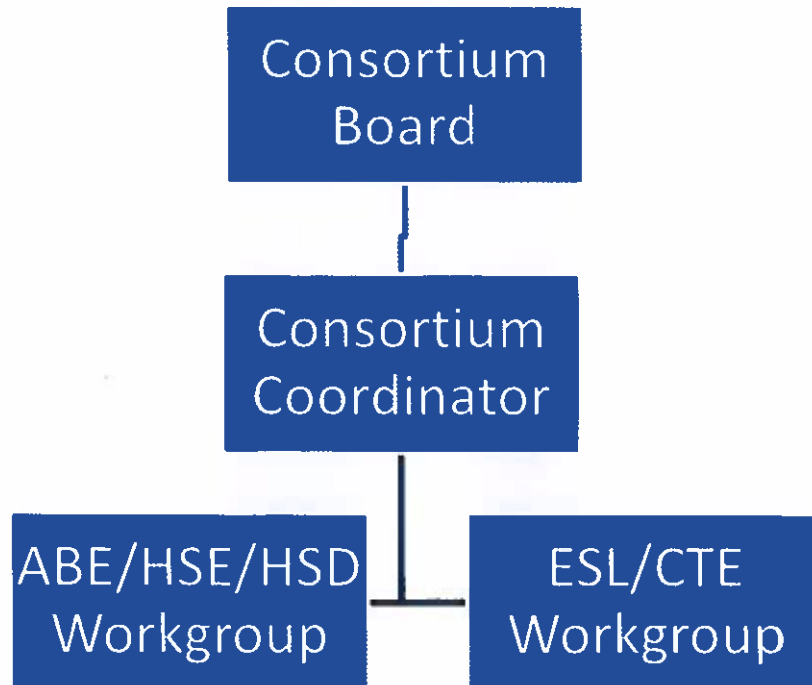 Consortium
Board
Consortium
Coordinator
ABE/HSE/HSD
Workgroup
ESL/CTE
Workgroup